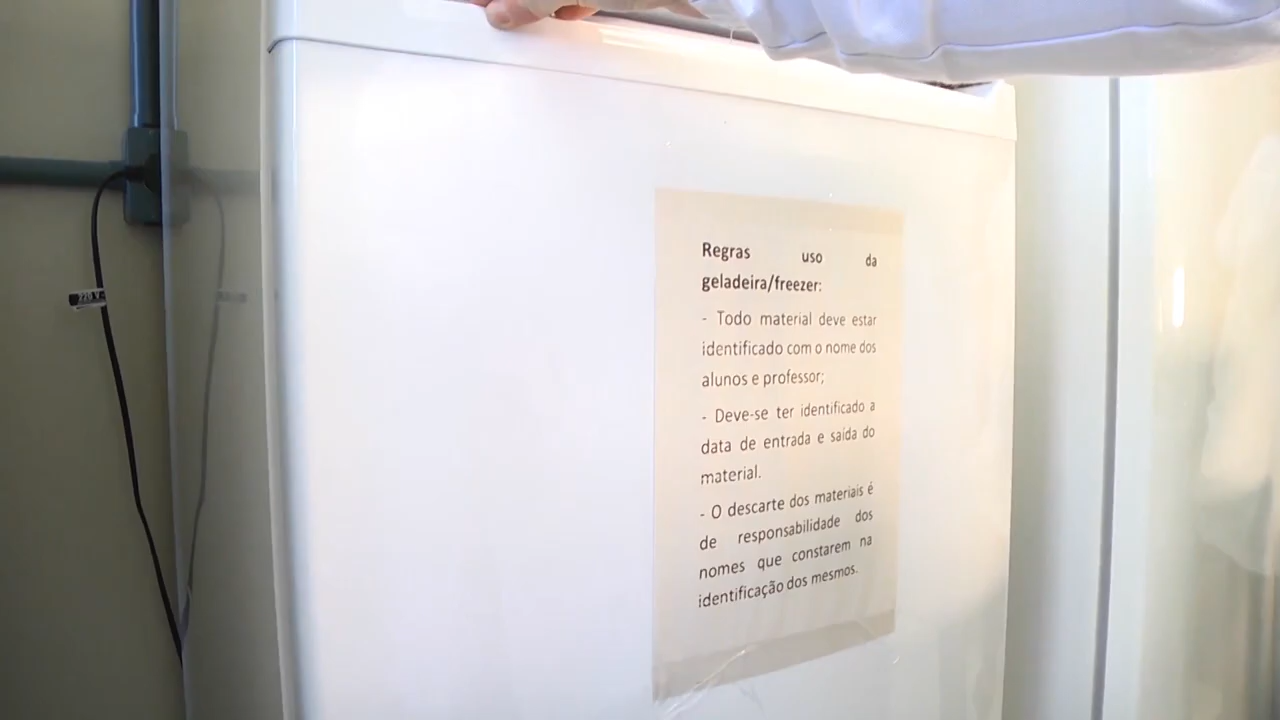 Regras uso da
geladeira/freezer:
- Todo material deve estar
identificado com o nome dos
alunos e professor;
- Deve-se ter identificado a
data de entrada e saída do
material.
- O descarte dos materiais é
de responsabilidade dos
nomes que constarem na
identificação dos mesmos.
220 V